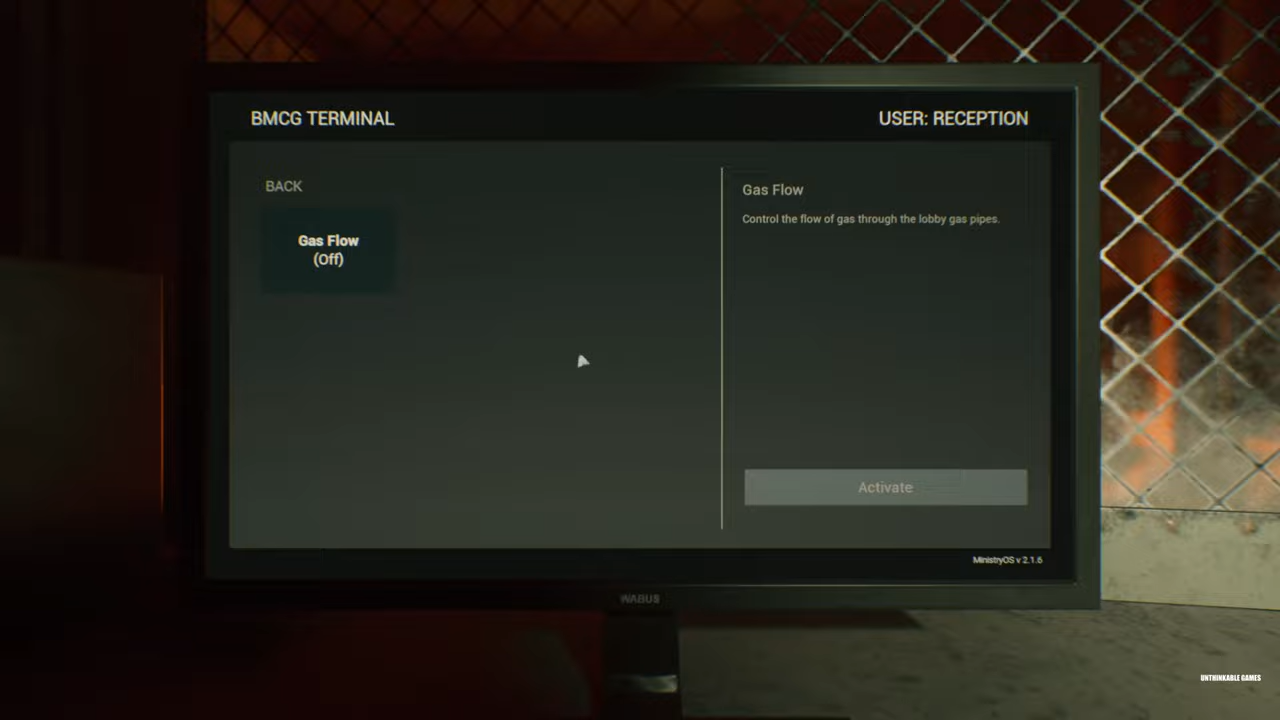 BMCG TERMINAL
USER: RECEPTION
BACK
Gas Flow
(Off)
Gas Flow
Control the flow of gas through the lobby gas pipes.
Activate
MinistryOS v 2.1.6
WABUS
UNTHINKABLE GAMES